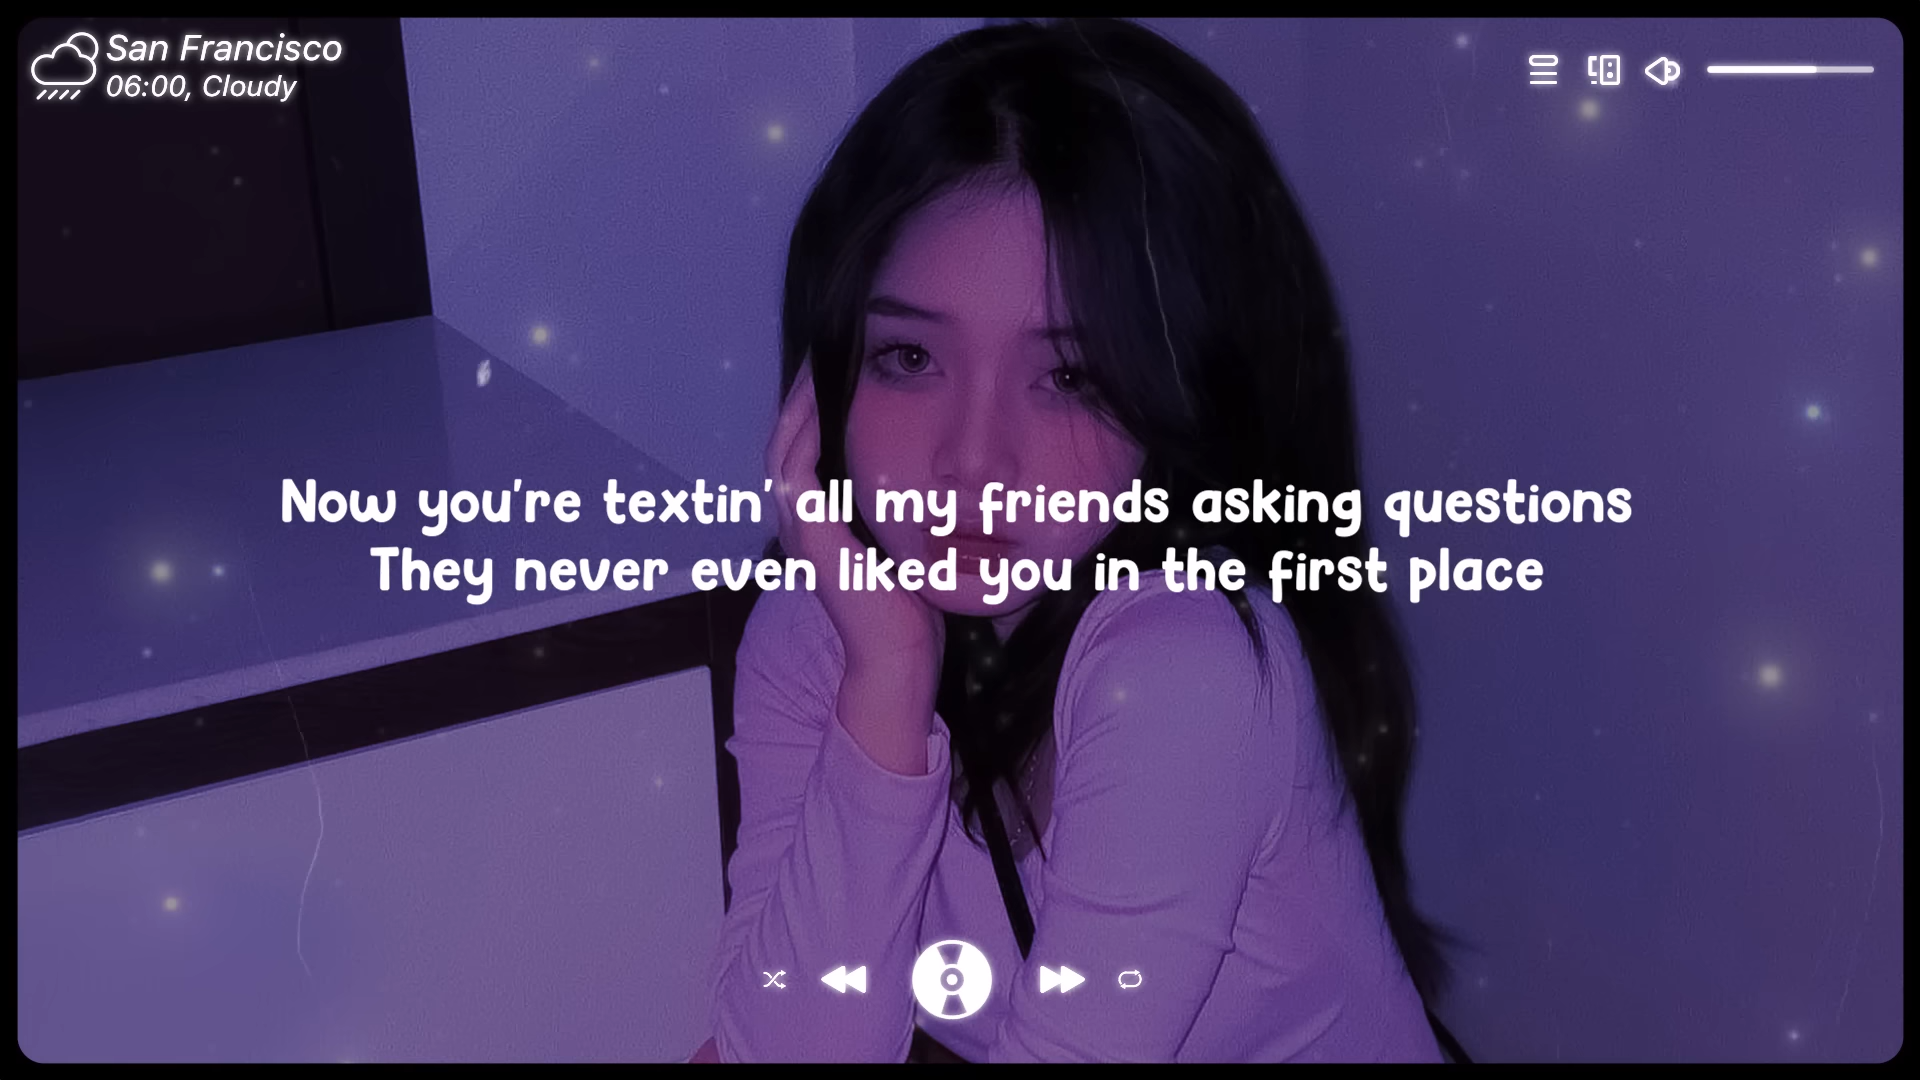 San Francisco
06:00, Cloudy
Now you're textin' all my friends asking questions
They never even liked you in the first place